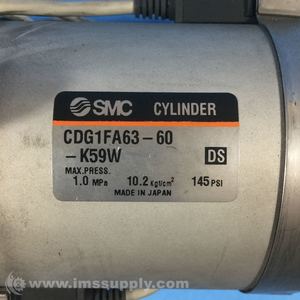 SMC CYLINDER
CDG1FA63-60
-K59W DS
MAX.PRESS.
1.0 MPa 10.2 Kgf/cm² 145 PSI
MADE IN JAPAN
www.imssupply.com